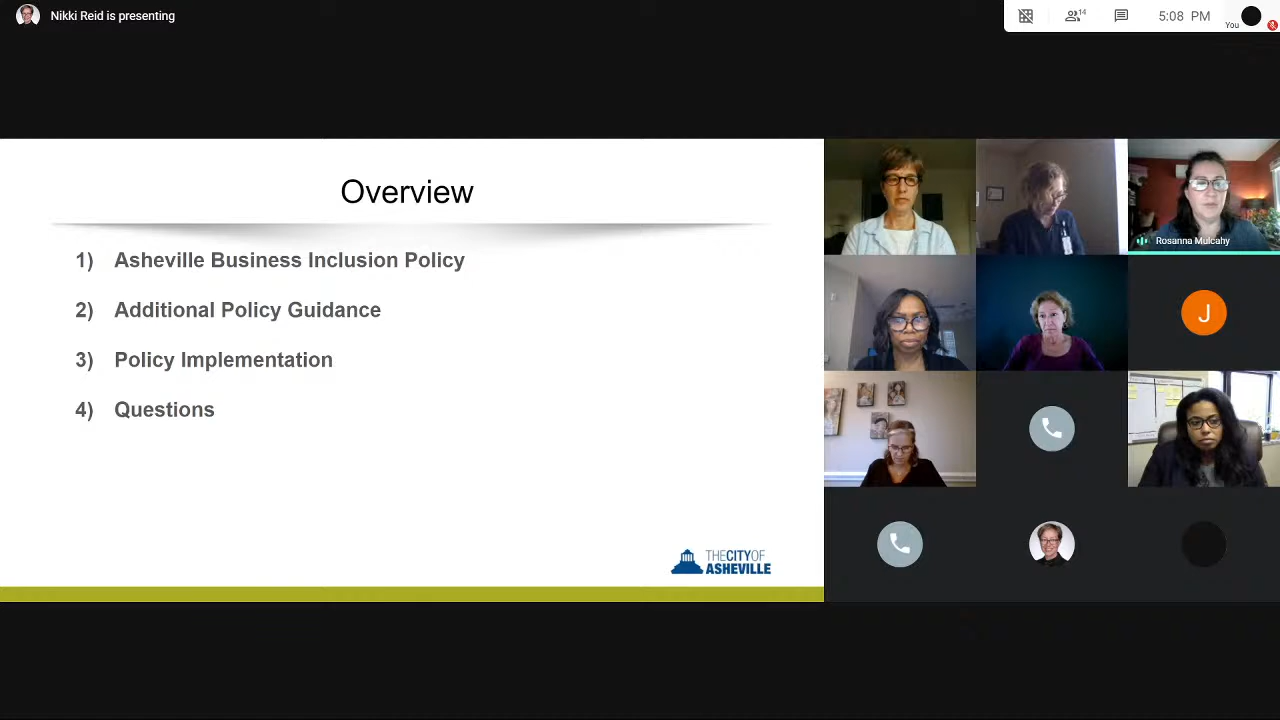 Nikki Reid is presenting
14
5:08 PM
You
Overview
1) Asheville Business Inclusion Policy
2) Additional Policy Guidance
3) Policy Implementation
4) Questions
THE CITY OF
ASHEVILLE
Rosanna Mulcahy
J